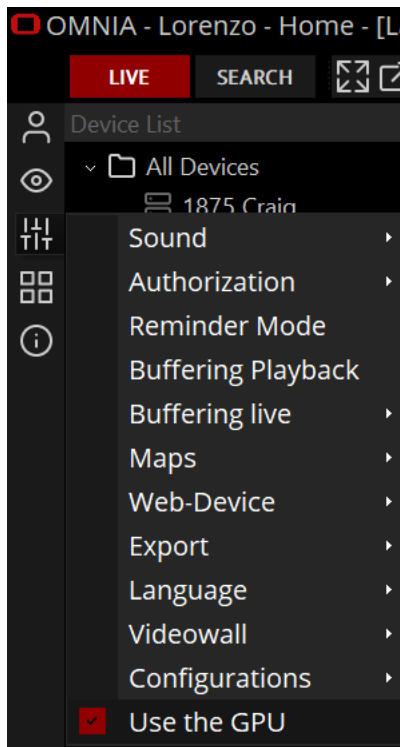 OMNIA - Lorenzo - Home - [La
LIVE SEARCH
Device List
All Devices
1875 Craig
Sound
Authorization
Reminder Mode
Buffering Playback
Buffering live
Maps
Web-Device
Export
Language
Videowall
Configurations
Use the GPU